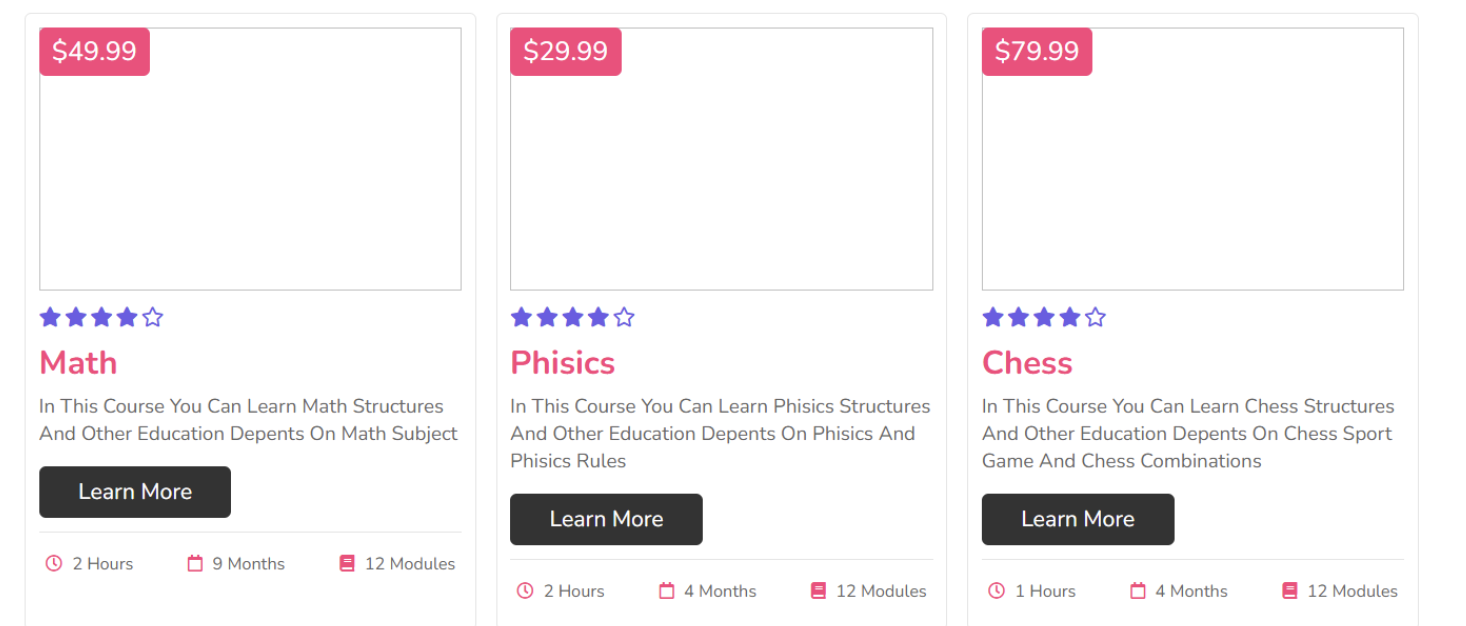 $49.99
Math
In This Course You Can Learn Math Structures
And Other Education Depents On Math Subject
Learn More
2 Hours
9 Months
12 Modules
$29.99
Phisics
In This Course You Can Learn Phisics Structures
And Other Education Depents On Phisics And
Phisics Rules
Learn More
2 Hours
4 Months
12 Modules
$79.99
Chess
In This Course You Can Learn Chess Structures
And Other Education Depents On Chess Sport
Game And Chess Combinations
Learn More
1 Hours
4 Months
12 Modules